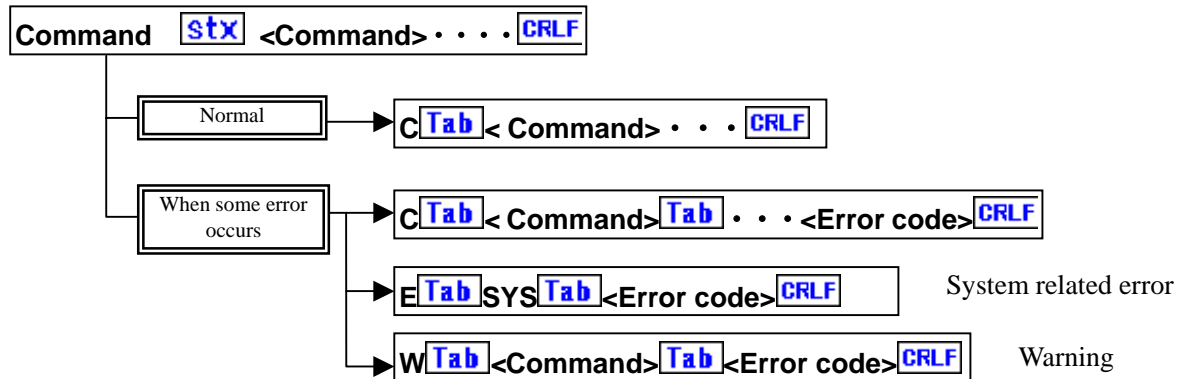 Command stx <Command>・・・・CRLF
Normal
C Tab < Command>・・・CRLF
When some error
occurs
C Tab < Command> Tab ・・・<Error code> CRLF
E Tab SYS Tab <Error code> CRLF
System related error
W Tab <Command> Tab <Error code> CRLF
Warning